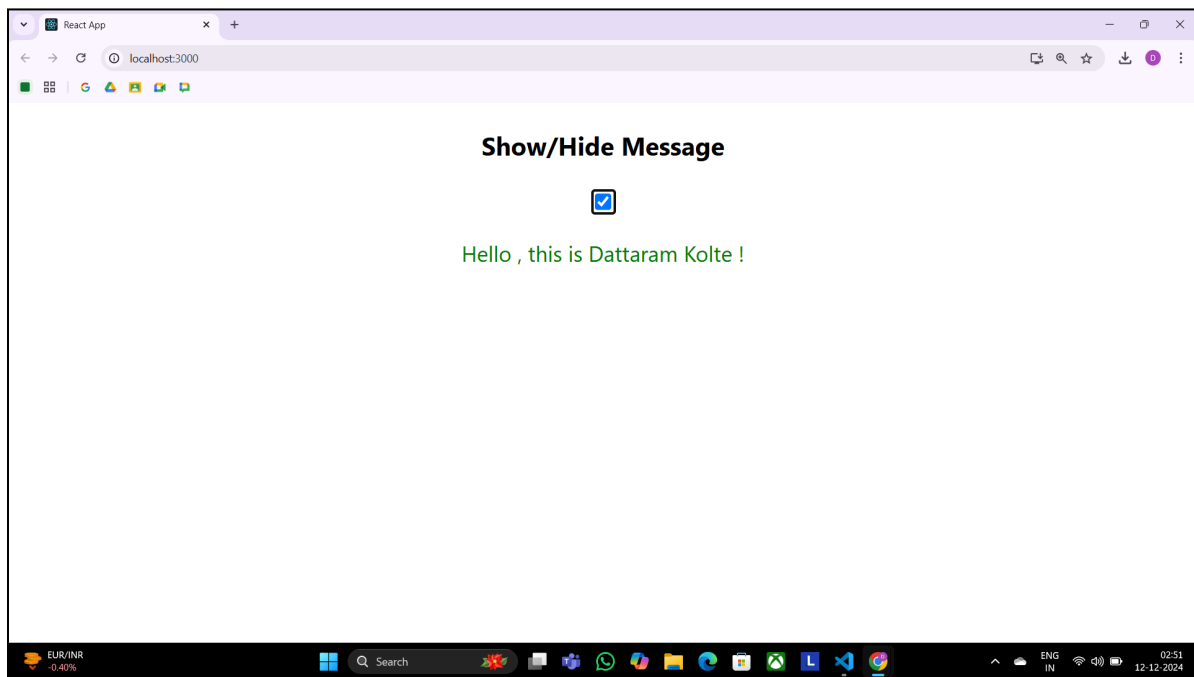 React App
localhost:3000
D
Show/Hide Message
Hello , this is Dattaram Kolte !
EUR/INR
-0.40%
Search
L
ENG
IN
02:51
12-12-2024